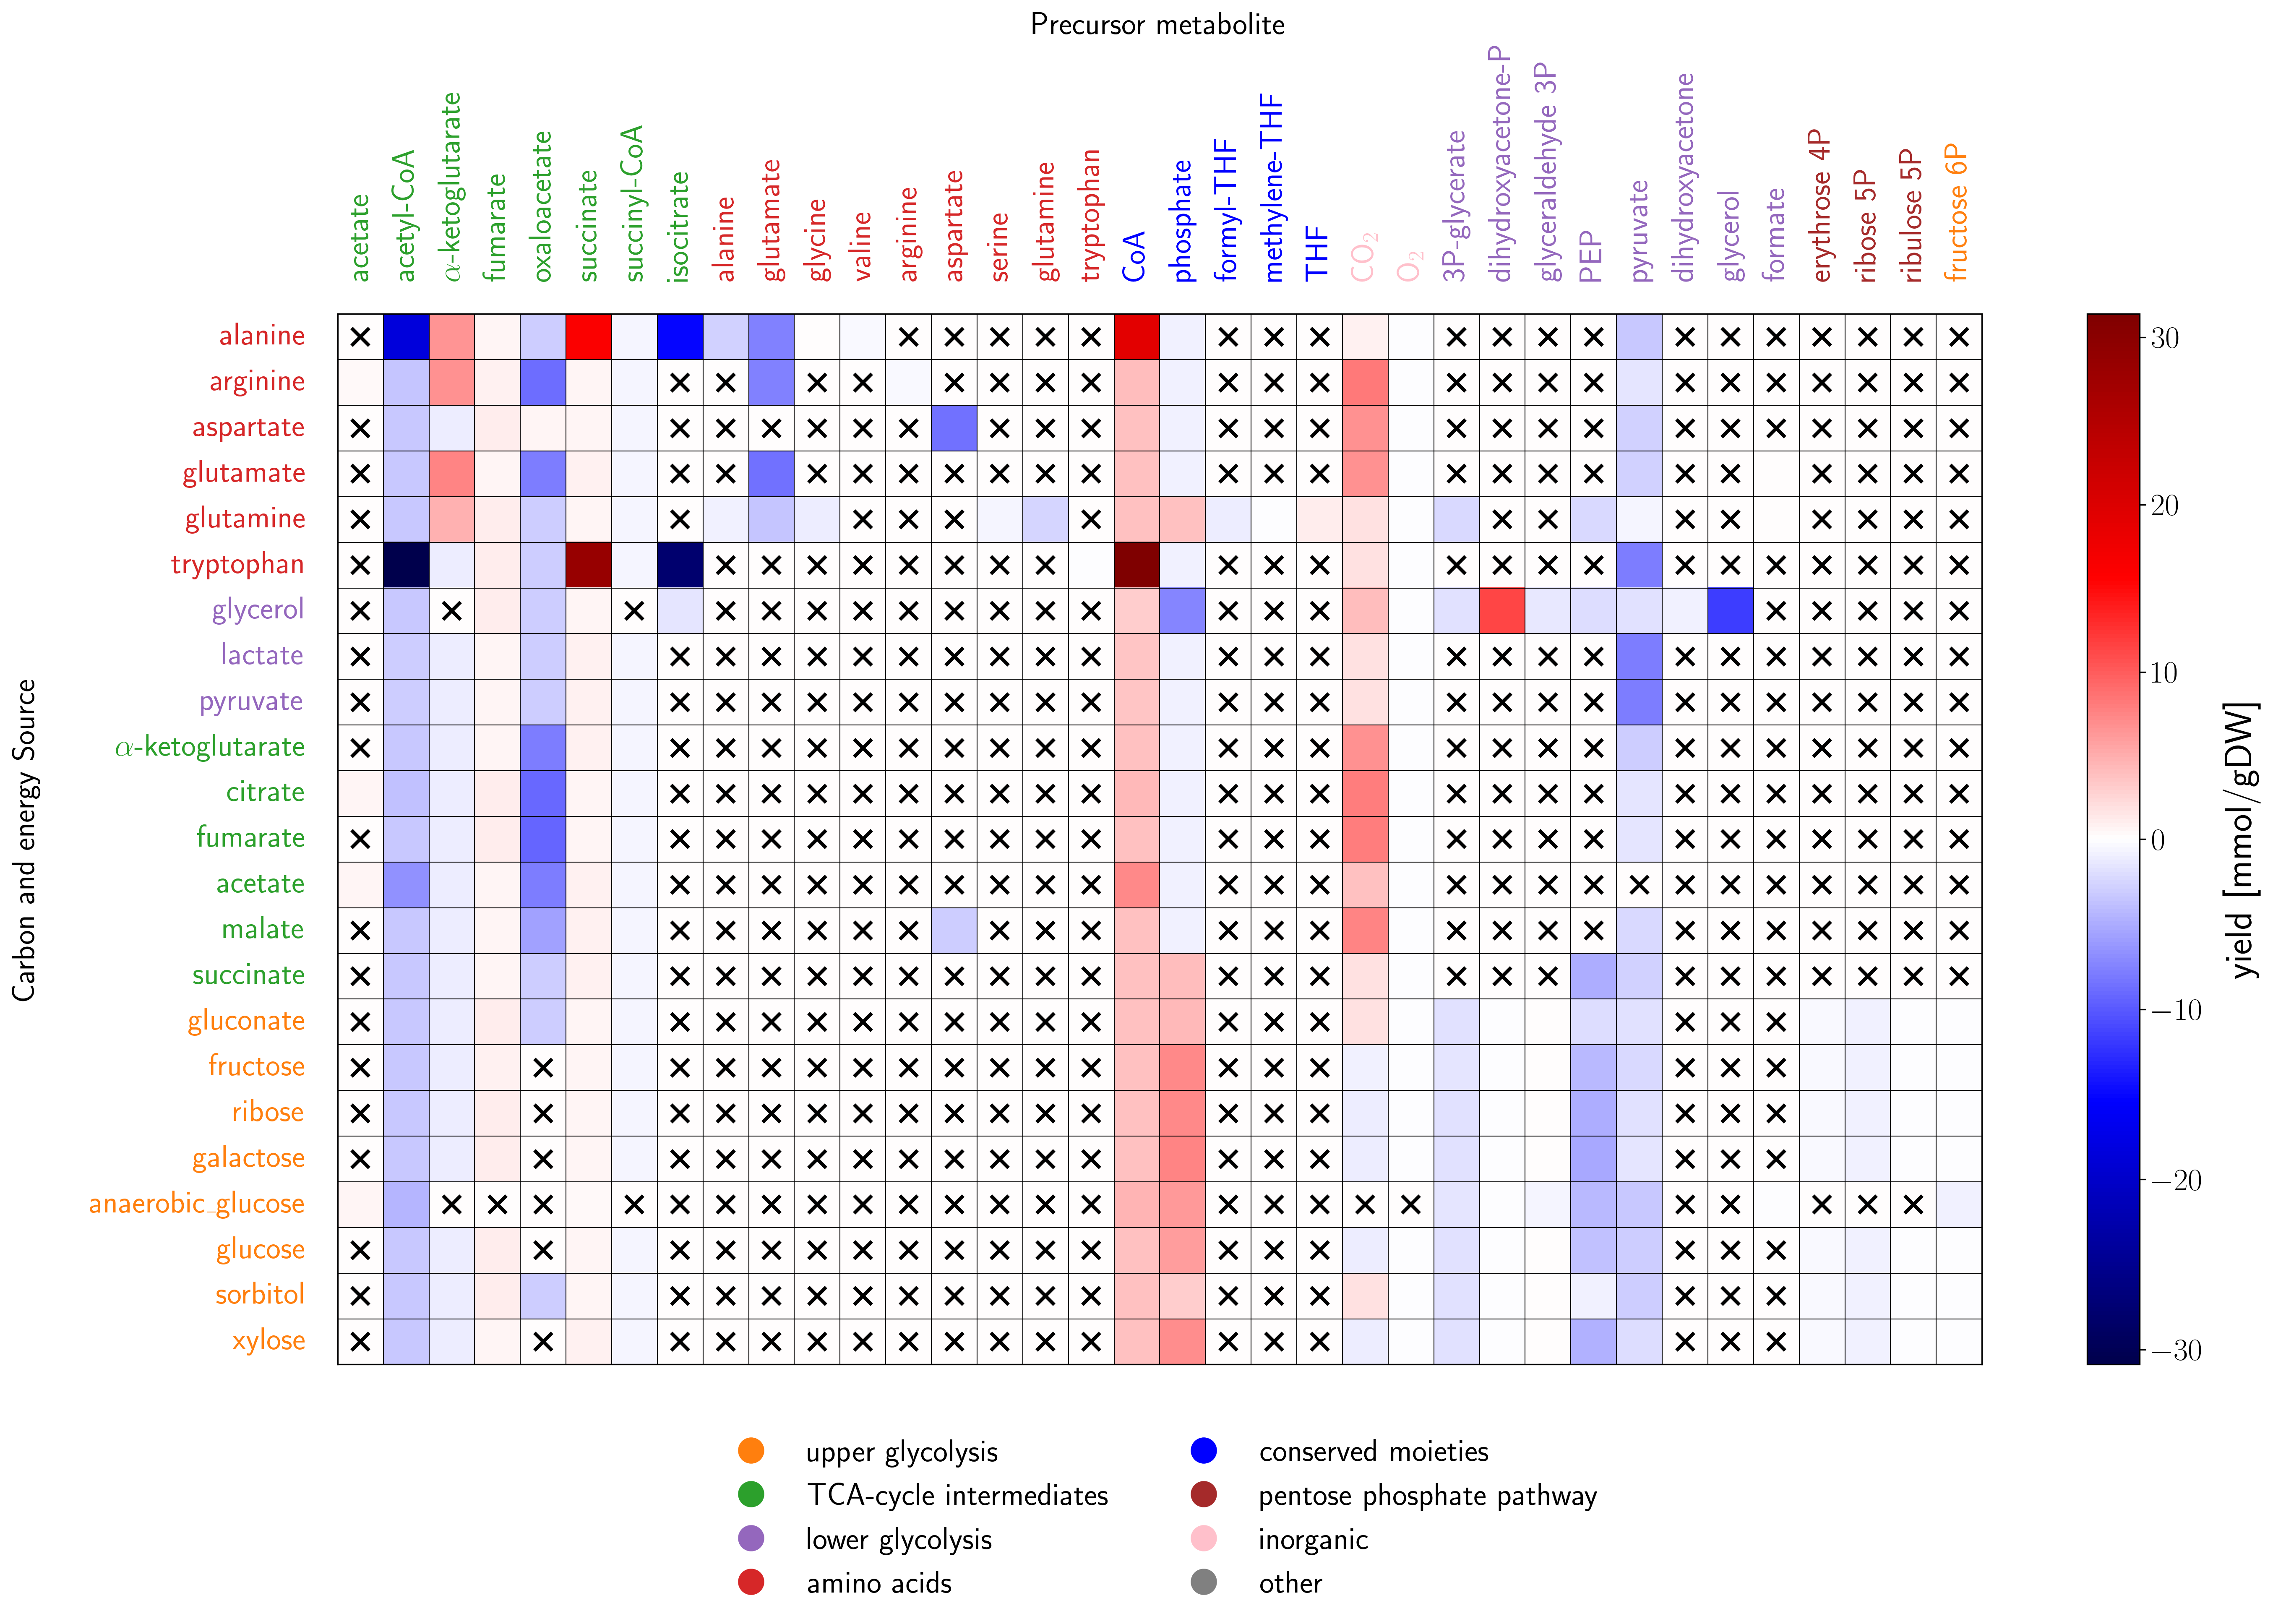 Precursor metabolite
acetate
acetyl-CoA
α-ketoglutarate
fumarate
oxaloacetate
succinate
succinyl-CoA
isocitrate
alanine
glutamate
glycine
valine
arginine
aspartate
serine
glutamine
tryptophan
CoA
phosphate
formyl-THF
methylene-THF
THF
CO₂
O₂
3P-glycerate
dihydroxyacetone-P
glyceraldehyde 3P
PEP
pyruvate
dihydroxyacetone
glycerol
formate
erythrose 4P
ribose 5P
ribulose 5P
fructose 6P
Carbon and energy Source
alanine
arginine
aspartate
glutamate
glutamine
tryptophan
glycerol
lactate
pyruvate
α-ketoglutarate
citrate
fumarate
acetate
malate
succinate
gluconate
fructose
ribose
galactose
anaerobic_glucose
glucose
sorbitol
xylose
30
20
10
0
−10
−20
−30
yield [mmol/gDW]
upper glycolysis
TCA-cycle intermediates
lower glycolysis
amino acids
conserved moieties
pentose phosphate pathway
inorganic
other